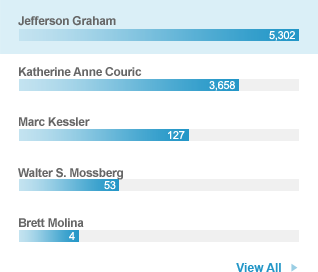 Jefferson Graham
5,302
Katherine Anne Couric
3,658
Marc Kessler
127
Walter S. Mossberg
53
Brett Molina
4
View All